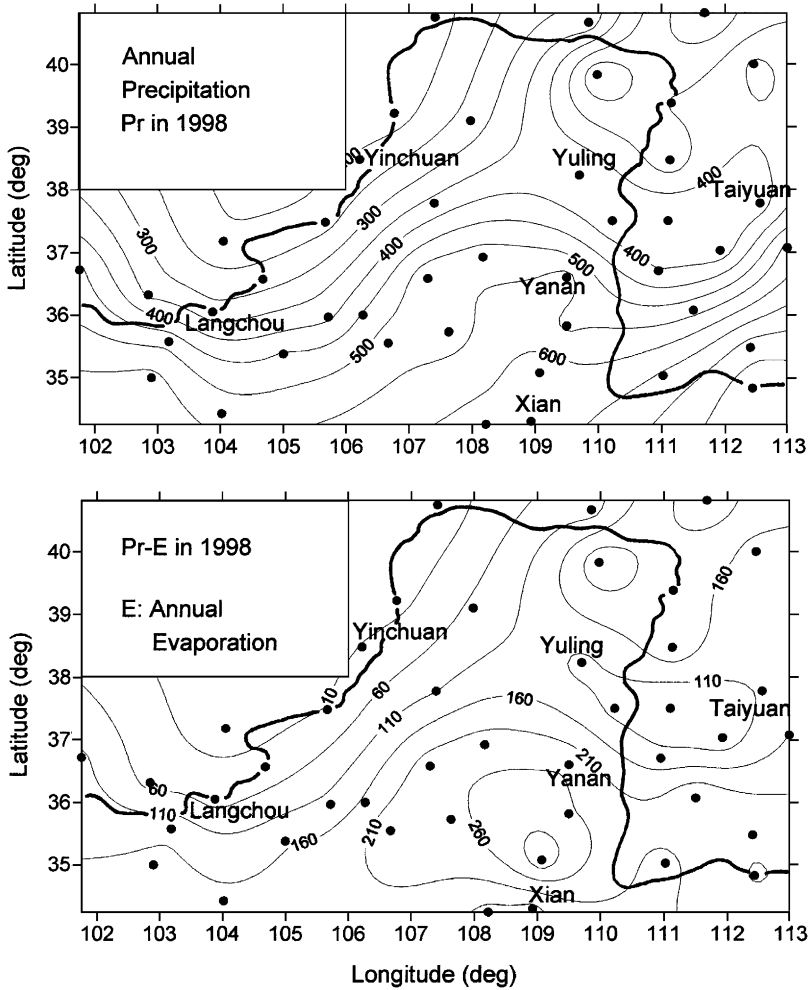 Annual
Precipitation
Pr in 1998
Latitude (deg)
40
39
38
37
36
35
Yinchuan
Yuling
Taiyuan
Yanan
Langchou
Xian
300
400
300
400
500
400
400
500
600
102 103 104 105 106 107 108 109 110 111 112 113
Pr-E in 1998
E: Annual
Evaporation
Latitude (deg)
40
39
38
37
36
35
Yinchuan
Yuling
Taiyuan
Yanan
Langchou
Xian
10
60
110
160
160
110
210
60
110
160
210
260
102 103 104 105 106 107 108 109 110 111 112 113
Longitude (deg)